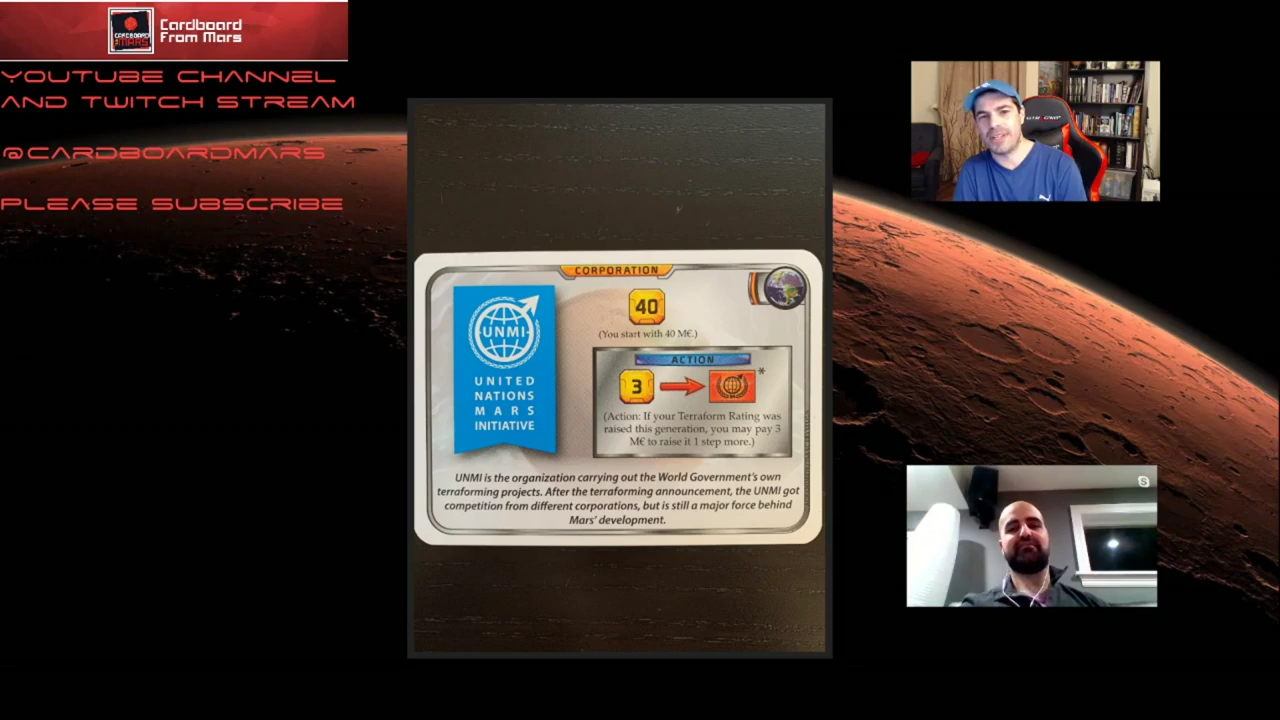 Cardboard
From Mars
CARDBOARD
MARS
YOUTUBE CHANNEL
AND TWITCH STREAM
@CARDBOARDMARS
PLEASE SUBSCRIBE
CORPORATION
UNMI
UNITED
NATIONS
MARS
INITIATIVE
40
(You start with 40 M€.)
ACTION
3
*
(Action: If your Terraform Rating was
raised this generation, you may pay 3
M€ to raise it 1 step more.)
UNMI is the organization carrying out the World Government's own
terraforming projects. After the terraforming announcement, the UNMI got
competition from different corporations, but is still a major force behind
Mars' development.
S